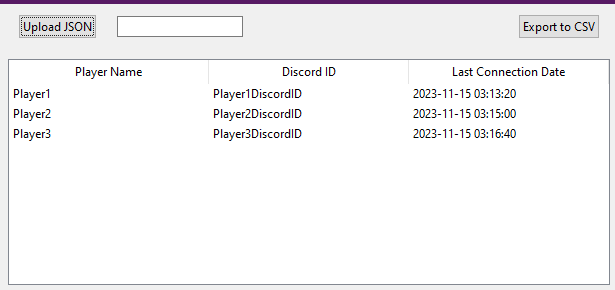 Upload JSON Export to CSV
Player Name Discord ID Last Connection Date
Player1 Player1DiscordID 2023-11-15 03:13:20
Player2 Player2DiscordID 2023-11-15 03:15:00
Player3 Player3DiscordID 2023-11-15 03:16:40